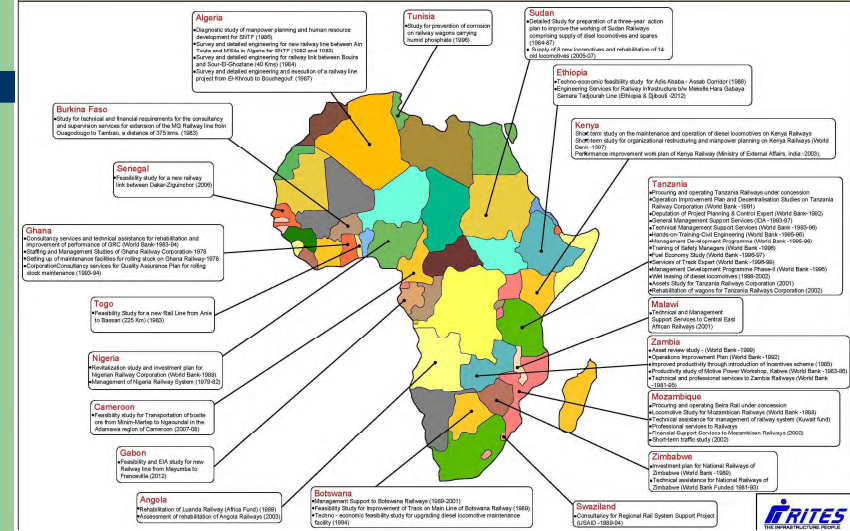 Algeria
•Diagnostic study of manpower planning and human resource
development for SNTF (1986)
•Survey and detailed engineering for new railway line between Ain
Touta and M'Sila in Algeria for SNTF (1982 and 1983)
•Survey and detailed engineering for railway link between Bouira
and Sour-El-Ghozlane (40 Kms) (1984)
•Survey and detailed engineering and execution of a railway line
project from El-Khroub to Bouchegouf. (1987)
Tunisia
•Study for prevention of corrosion
on railway wagons carrying
humid phosphate (1996)
Sudan
•Detailed Study for preparation of a three-year action
plan to improve the working of Sudan Railways
comprising supply of diesel locomotives and spares
(1984-87)
•Supply of 8 new locomotives and rehabilitation of 14
old locomotives (2005-07)
Ethiopia
•Techno-economic feasibility study for Adis Ababa - Assab Corridor (1986)
•Engineering Services for Railway Infrastructure b/w Mekelle Hara Gabaya
Samara Tadjourah Line (Ethiopia & Djibouti -2012)
Kenya
Short term study on the maintenance and operation of diesel locomotives on Kenya Railways
Short-term study for organizational restructuring and manpower planning on Kenya Railways (World
Bank -1997)
Performance improvement work plan of Kenya Railway (Ministry of External Affairs, India -2003).
Burkina Faso
•Study for technical and financial requirements for the consultancy
and supervision services for extension of the MG Railway line from
Ouagodougo to Tambao, a distance of 375 kms. (1983)
Senegal
•Feasibility study for a new railway
link between Dakar-Ziguinchor (2006)
Ghana
•Consultancy services and technical assistance for rehabilitation and
improvement of performance of GRC (World Bank-1983-94)
•Staffing and Management Studies of Ghana Railway Corporation-1978
•Setting up of maintenance facilities for rolling stock on Ghana Railway-1978
•CorporationConsultancy services for Quality Assurance Plan for rolling
stock maintenance (1993-94)
Togo
•Feasibility Study for a new Rail Line from Anie
to Bassari (225 Km) (1983)
Nigeria
•Revitalization study and investment plan for
Nigerian Railway Corporation (World Bank-1989)
•Management of Nigeria Railway System (1979-82)
Cameroon
•Feasibility study for Transportation of boxite
ore from Minim-Martep to Ngaoundal in the
Adamawa region of Cameroon (2007-08)
Gabon
•Feasibility and EIA study for new
Railway line from Mayumba to
Franceville (2012)
Angola
•Rehabilitation of Luanda Railway (Africa Fund) (1989)
•Assessment of rehabilitation of Angola Railways (2003)
Botswana
•Management Support to Botswana Railways (1989-2001)
•Feasibility Study for Improvement of Track on Main Line of Botswana Railway (1989)
•Techno - economic feasibility study for upgrading diesel locomotive maintenance
facility (1994)
Swaziland
•Consultancy for Regional Rail System Support Project
(USAID -1989-94)
Tanzania
•Procuring and operating Tanzania Railways under concession
•Operation Improvement Plan and Decentralisation Studies on Tanzania
Railway Corporation (World Bank -1991)
•Deputation of Project Planning & Control Expert (World Bank-1992)
•General Management Support Services (IDA -1993-97)
•Technical Management Support Services (World Bank -1993-96)
•Hands-on-Training-Civil Engineering (World Bank -1995-96)
•Management Development Programme (World Bank -1995-96)
•Training of Safety Managers (World Bank -1996)
•Fuel Economy Study (World Bank -1996-97)
•Services of Track Expert (World Bank -1996-99)
•Management Development Programme Phase-II (World Bank -1996)
•Wet leasing of diesel locomotives (1998-2002)
•Assets Study for Tanzania Railways Corporation (2001)
•Rehabilitation of wagons for Tanzania Railways Corporation (2002)
Malawi
•Technical and Management
Support Services to Central East
African Railways (2001)
Zambia
•Asset review study - (World Bank -1999)
•Operations Improvement Plan (World Bank -1992)
•Improved productivity through introduction of Incentives scheme (1985)
•Productivity study of Motive Power Workshop, Kabwe (World Bank -1983-86)
•Technical and professional services to Zambia Railways (World Bank
-1981-95)
Mozambique
•Procuring and operating Beira Rail under concession
•Locomotive Study for Mozambican Railways (World Bank -1988)
•Technical assistance for management of railway system (Kuwait fund)
•Professional services to Railways
•Financial Support Services to Mozambican Railways (2002)
•Short-term traffic study (2002)
Zimbabwe
•Investment plan for National Railways of
Zimbabwe (World Bank -1989)
•Technical assistance for National Railways of
Zimbabwe (World Bank Funded 1981-93)
RITES
THE INFRASTRUCTURE PEOPLE